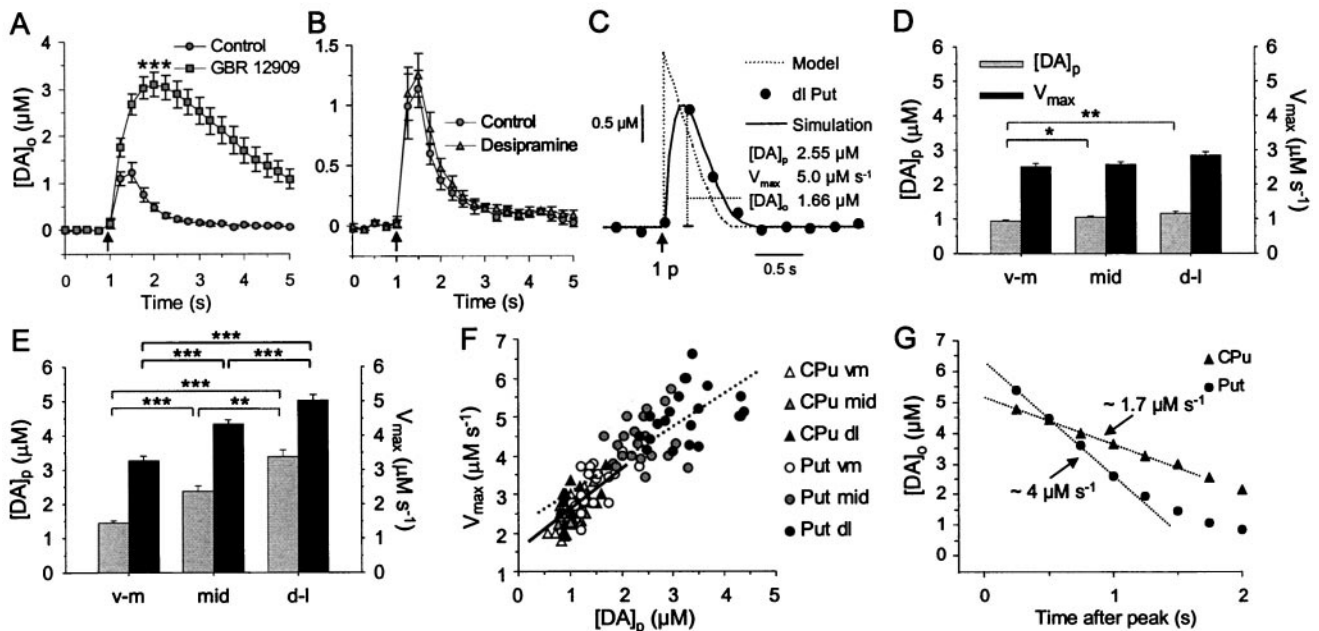 A
[DA]o (µM)
4
3
2
1
0
***
Control
GBR 12909
0 1 2 3 4 5
Time (s)
B
1.5
1
0.5
0
Control
Desipramine
0 1 2 3 4 5
Time (s)
C
0.5 µM
Model
dl Put
Simulation
[DA]p 2.55 µM
Vmax 5.0 µM s-1
[DA]o 1.66 µM
1 p
0.5 s
D
[DA]p (µM)
6
5
4
3
2
1
0
[DA]p
Vmax
**
*
v-m mid d-l
6
5
4
3
2
1
0
Vmax (µM s-1)
E
[DA]p (µM)
6
5
4
3
2
1
0
***
*** ***
***
*** **
v-m mid d-l
6
5
4
3
2
1
0
Vmax (µM s-1)
F
Vmax (µM s-1)
7
6
5
4
3
2
1
0
0 1 2 3 4 5
[DA]p (µM)
CPu vm
CPu mid
CPu dl
Put vm
Put mid
Put dl
G
[DA]o (µM)
7
6
5
4
3
2
1
0
CPu
Put
~ 1.7 µM s-1
~ 4 µM s-1
0 1 2
Time after peak (s)